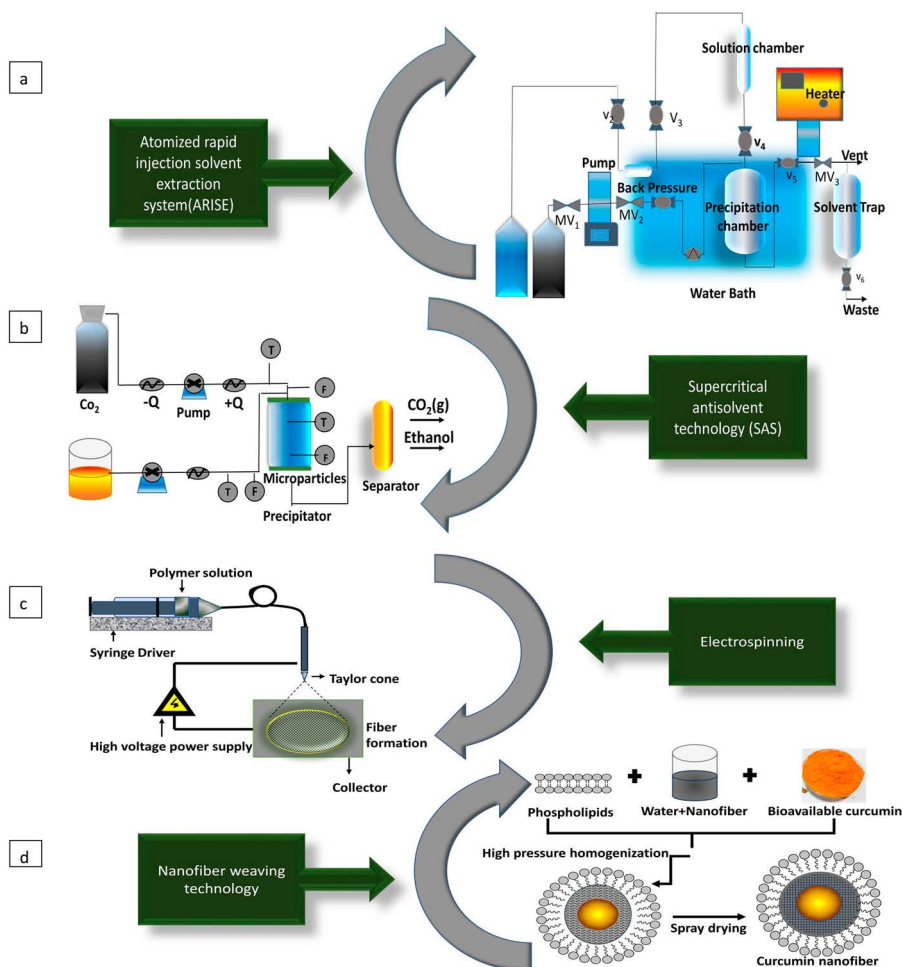 a
Atomized rapid
injection solvent
extraction
system(ARISE)
Solution chamber
Heater
v2
V3
v4
Pump
Back Pressure
MV1
MV2
Precipitation
chamber
v5
MV3
Vent
Solvent Trap
v6
Water Bath
Waste
b
Co2
-Q
Pump
+Q
T
F
T
F
T
F
Microparticles
Precipitator
Separator
CO2(g)
Ethanol
Supercritical
antisolvent
technology (SAS)
c
Polymer solution
Syringe Driver
Taylor cone
High voltage power supply
Fiber
formation
Collector
Electrospinning
d
Nanofiber weaving
technology
Phospholipids
Water+Nanofiber
Bioavailable curcumin
High pressure homogenization
Spray drying
Curcumin nanofiber